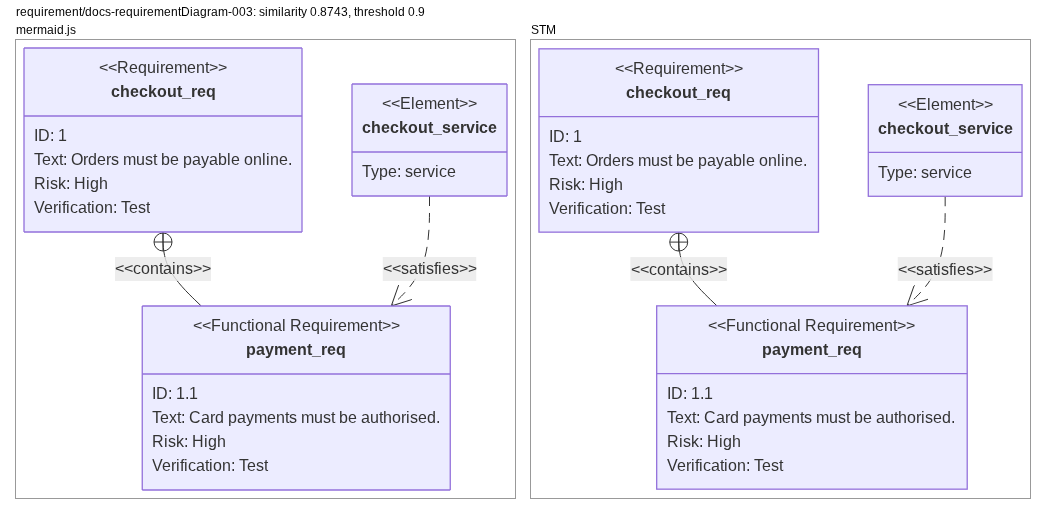 requirement/docs-requirementDiagram-003: similarity 0.8743, threshold 0.9
mermaid.js
<<Requirement>>
checkout_req
ID: 1
Text: Orders must be payable online.
Risk: High
Verification: Test
<<Element>>
checkout_service
Type: service
<<contains>>
<<satisfies>>
<<Functional Requirement>>
payment_req
ID: 1.1
Text: Card payments must be authorised.
Risk: High
Verification: Test
STM
<<Requirement>>
checkout_req
ID: 1
Text: Orders must be payable online.
Risk: High
Verification: Test
<<Element>>
checkout_service
Type: service
<<contains>>
<<satisfies>>
<<Functional Requirement>>
payment_req
ID: 1.1
Text: Card payments must be authorised.
Risk: High
Verification: Test